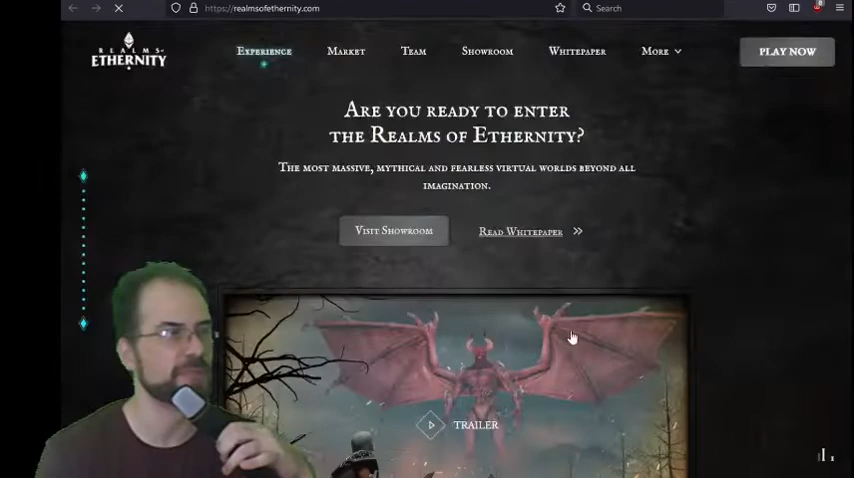 https://realmsofethernity.com
Search
REALMS of
ETHERNITY
EXPERIENCE
MARKET
TEAM
SHOWROOM
WHITEPAPER
MORE
PLAY NOW
ARE YOU READY TO ENTER
THE REALMS OF ETHERNITY?
THE MOST MASSIVE, MYTHICAL AND FEARLESS VIRTUAL WORLDS BEYOND ALL
IMAGINATION.
VISIT SHOWROOM
READ WHITEPAPER
TRAILER